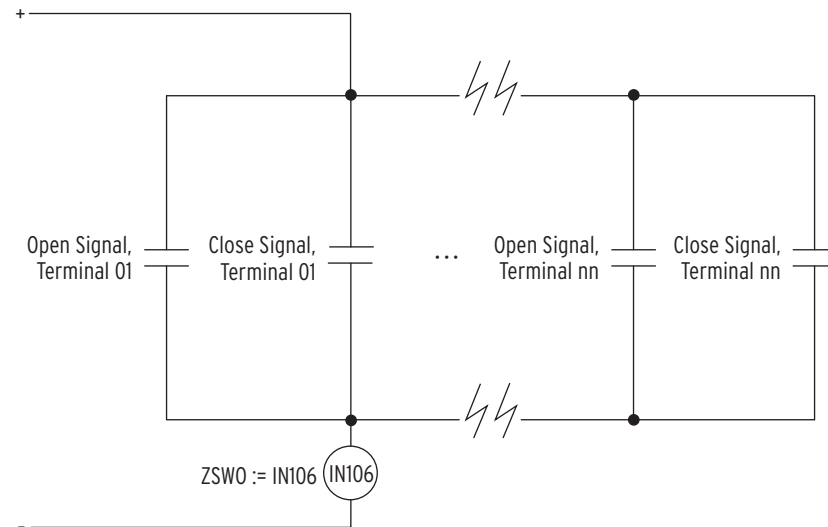 +
Open Signal,
Terminal 01
Close Signal,
Terminal 01
...
Open Signal,
Terminal nn
Close Signal,
Terminal nn
ZSWO := IN106
IN106
–